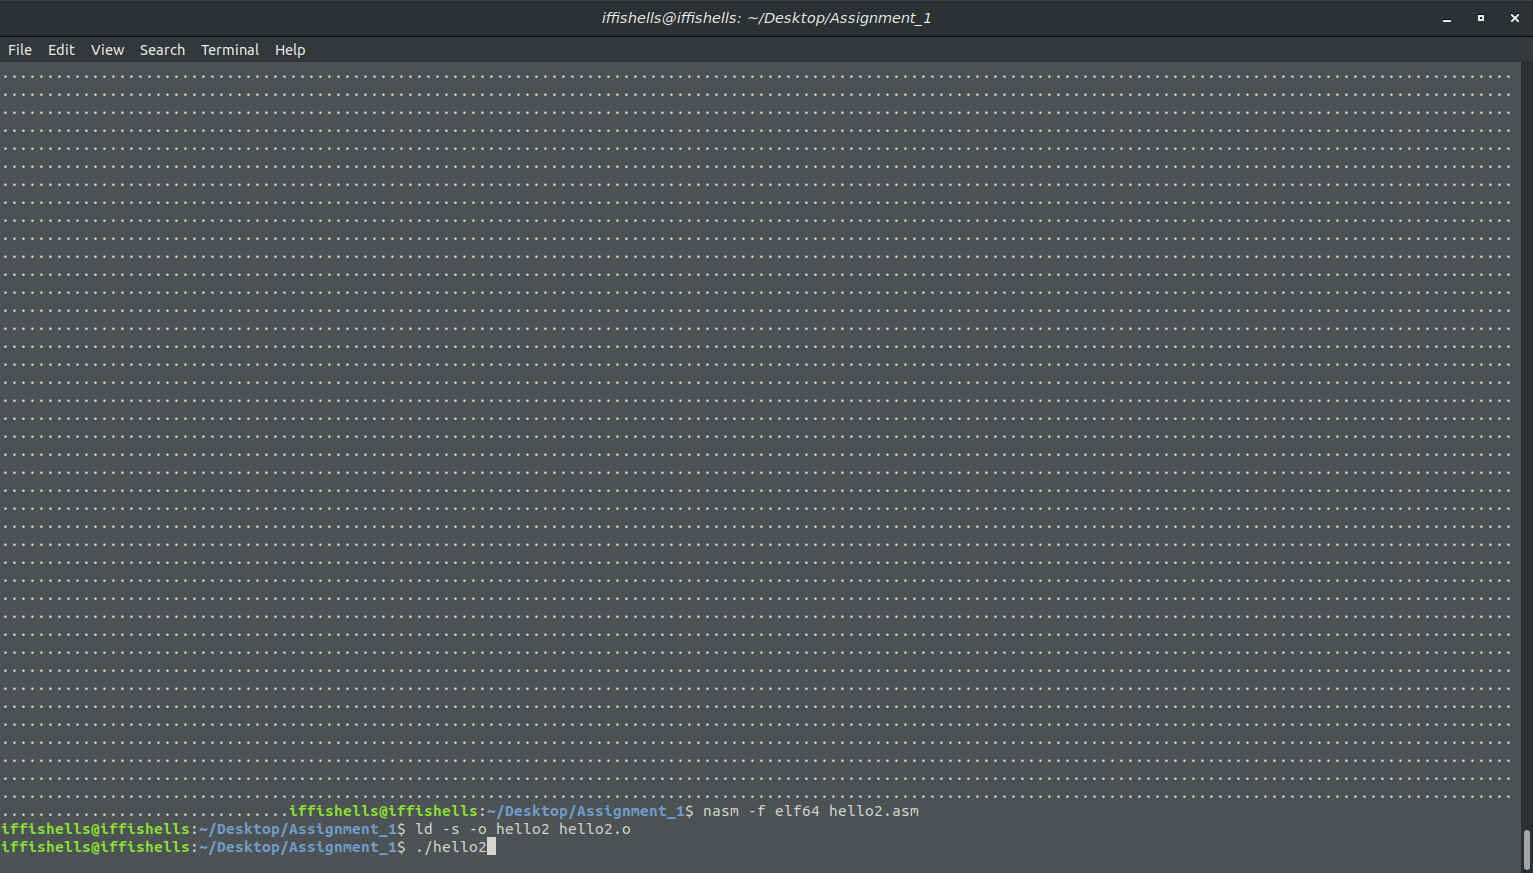 iffishells@iffishells: ~/Desktop/Assignment_1
File Edit View Search Terminal Help
................................iffishells@iffishells:~/Desktop/Assignment_1$ nasm -f elf64 hello2.asm
iffishells@iffishells:~/Desktop/Assignment_1$ ld -s -o hello2 hello2.o
iffishells@iffishells:~/Desktop/Assignment_1$ ./hello2